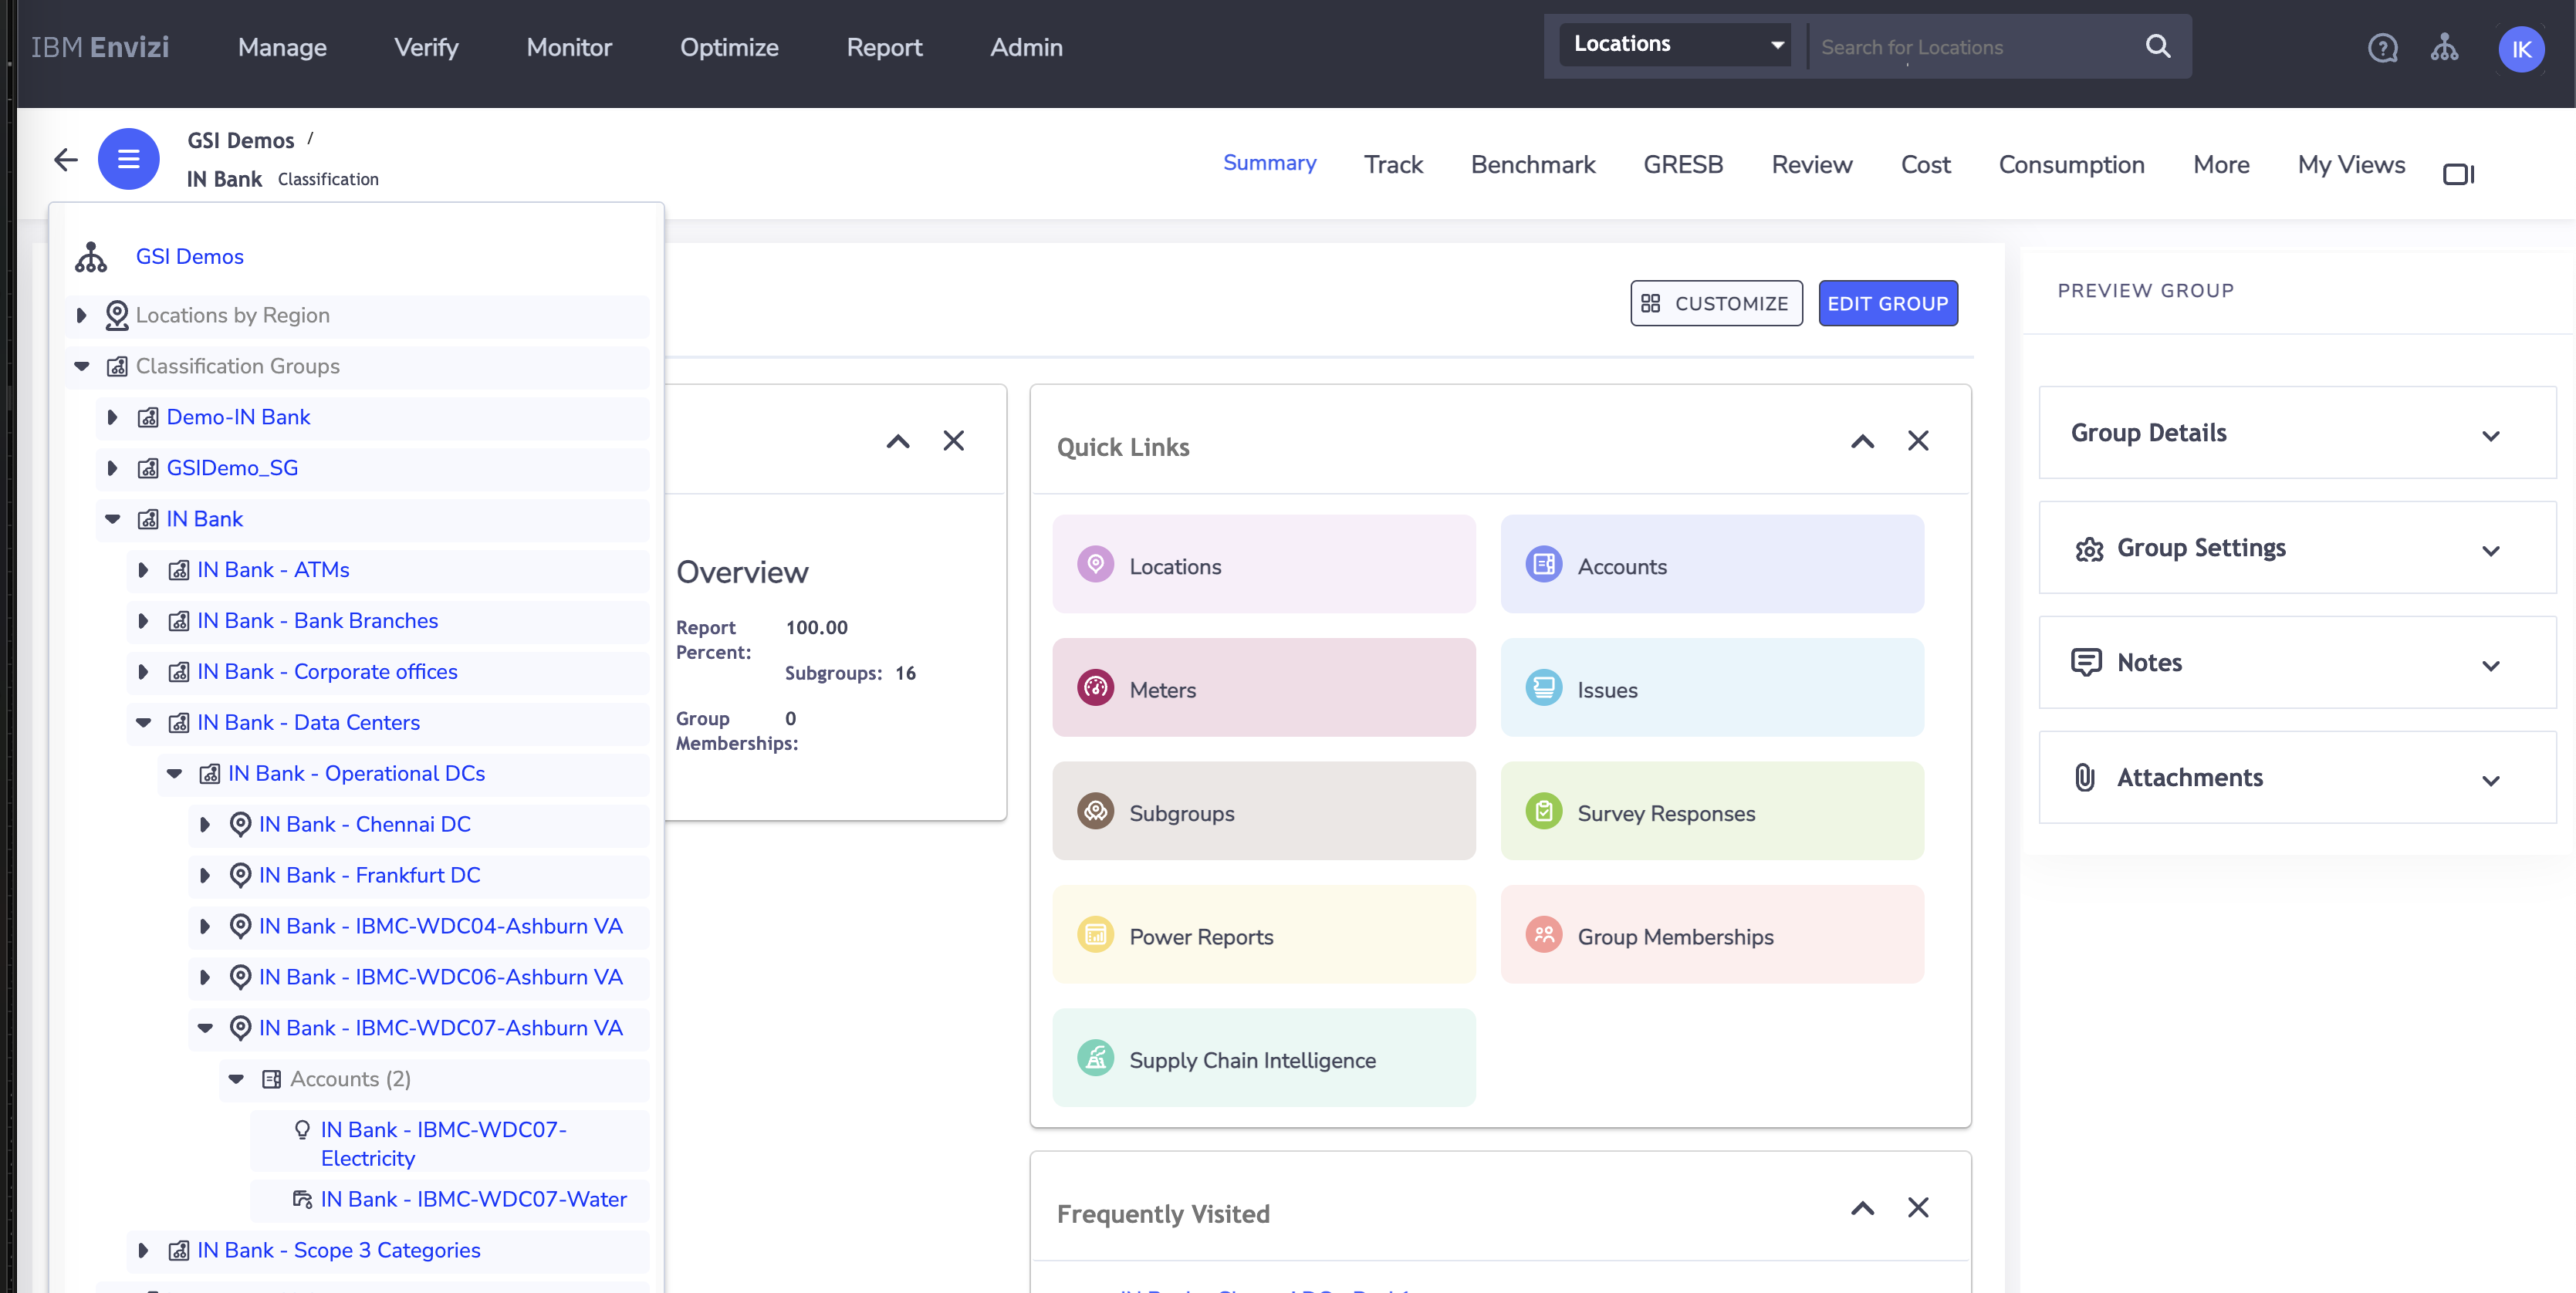 IBM Envizi
Manage
Verify
Monitor
Optimize
Report
Admin
Locations
Search for Locations
IK
GSI Demos /
IN Bank Classification
Summary
Track
Benchmark
GRESB
Review
Cost
Consumption
More
My Views
GSI Demos
Locations by Region
Classification Groups
Demo-IN Bank
GSIDemo_SG
IN Bank
IN Bank - ATMs
IN Bank - Bank Branches
IN Bank - Corporate offices
IN Bank - Data Centers
IN Bank - Operational DCs
IN Bank - Chennai DC
IN Bank - Frankfurt DC
IN Bank - IBMC-WDC04-Ashburn VA
IN Bank - IBMC-WDC06-Ashburn VA
IN Bank - IBMC-WDC07-Ashburn VA
Accounts (2)
IN Bank - IBMC-WDC07-
Electricity
IN Bank - IBMC-WDC07-Water
IN Bank - Scope 3 Categories
CUSTOMIZE
EDIT GROUP
Overview
Report
Percent:
100.00
Subgroups: 16
Group
Memberships:
0
Quick Links
Locations
Accounts
Meters
Issues
Subgroups
Survey Responses
Power Reports
Group Memberships
Supply Chain Intelligence
Frequently Visited
PREVIEW GROUP
Group Details
Group Settings
Notes
Attachments